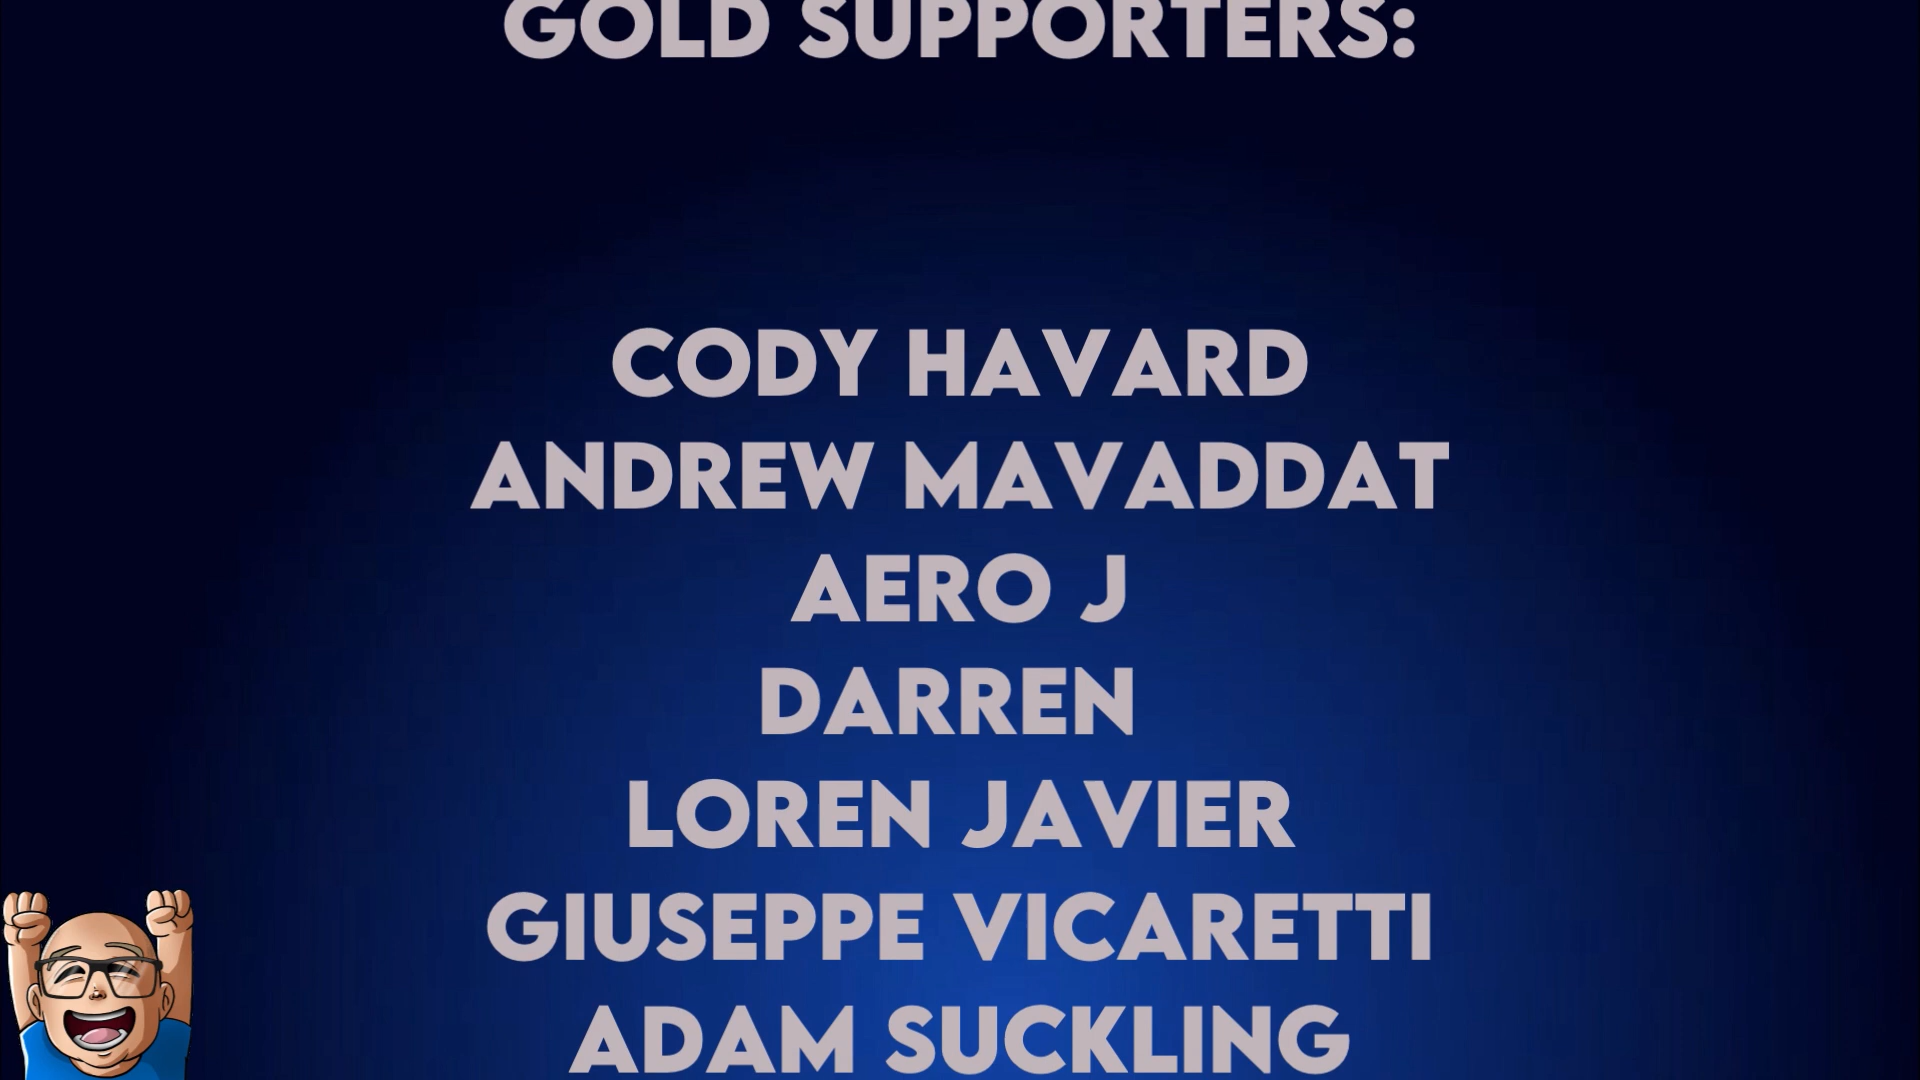 GOLD SUPPORTERS:
CODY HAVARD
ANDREW MAVADDAT
AERO J
DARREN
LOREN JAVIER
GIUSEPPE VICARETTI
ADAM SUCKLING